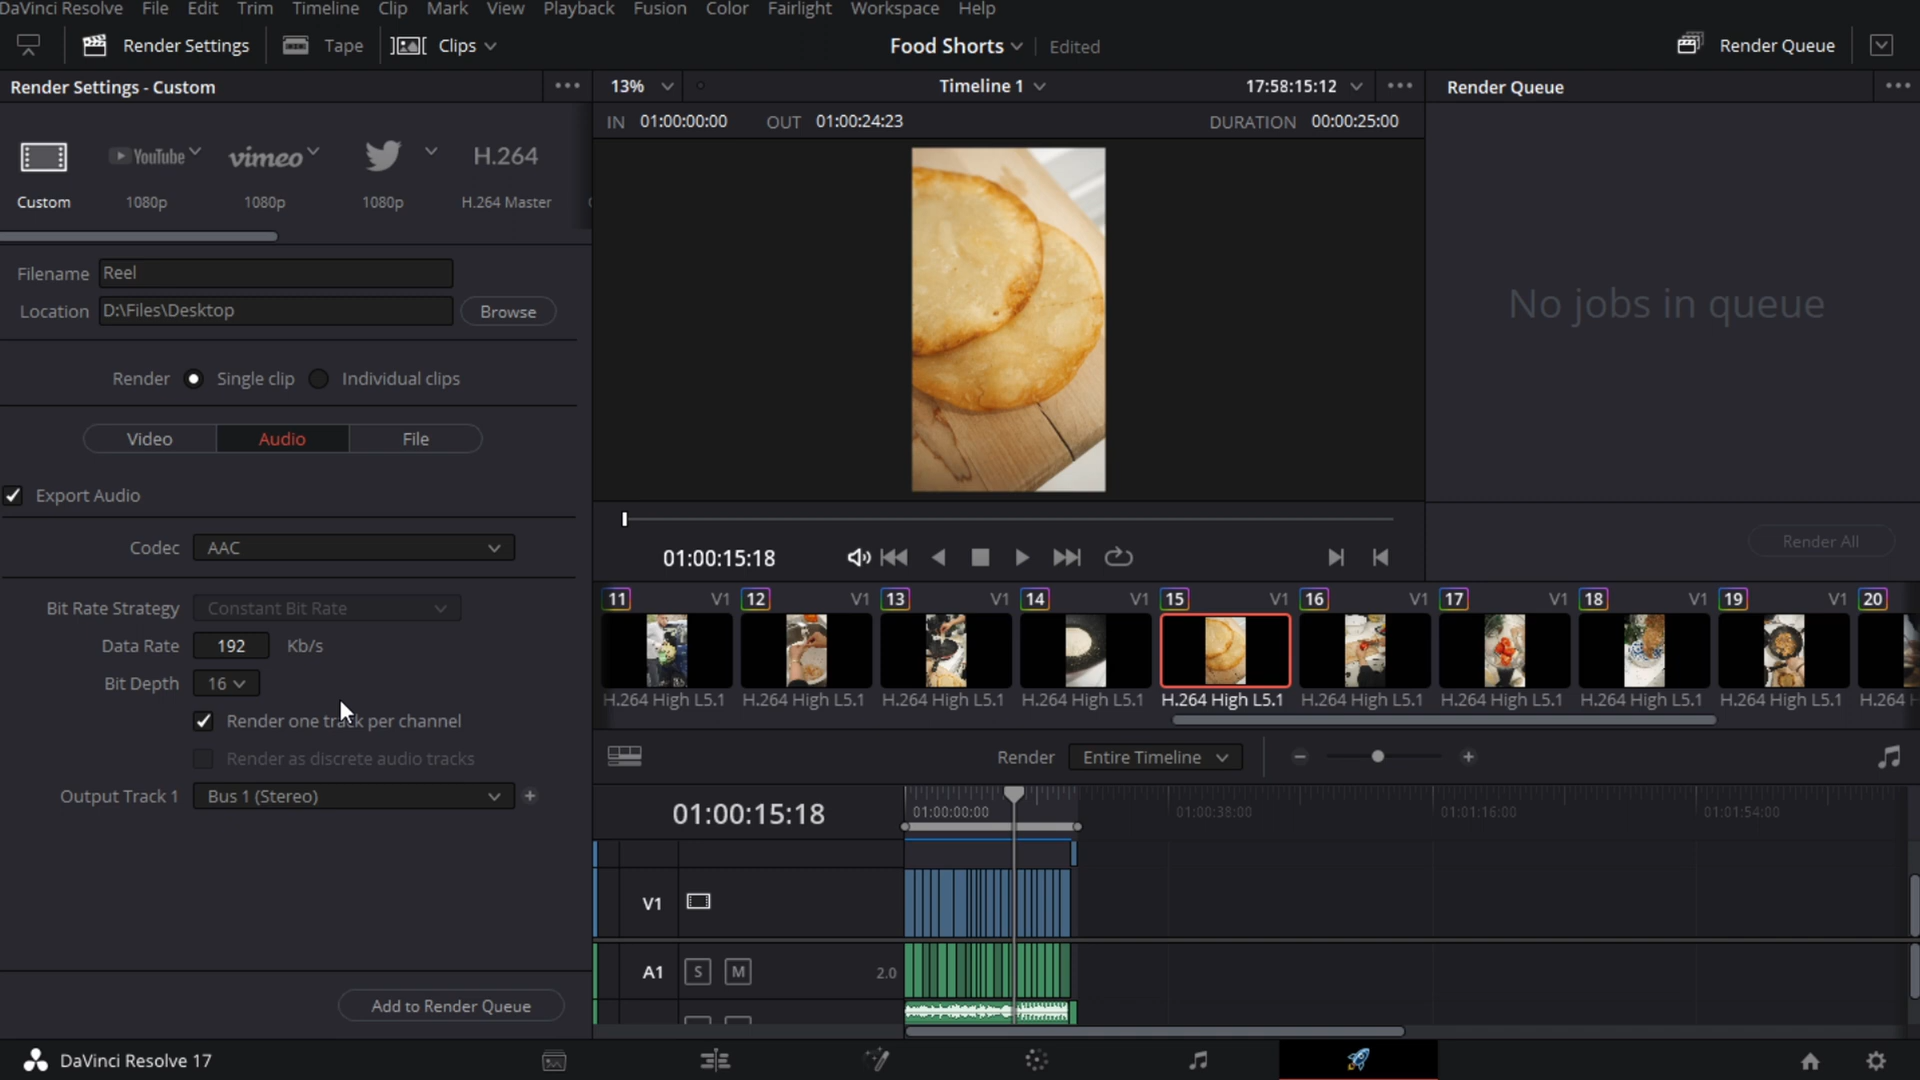 DaVinci Resolve File Edit Trim Timeline Clip Mark View Playback Fusion Color Fairlight Workspace Help
Render Settings Tape Clips Food Shorts Edited Render Queue
Render Settings - Custom 13% Timeline 1 17:58:15:12 Render Queue
IN 01:00:00:00 OUT 01:00:24:23 DURATION 00:00:25:00
YouTube vimeo H.264
Custom 1080p 1080p 1080p H.264 Master
Filename Reel
Location D:\Files\Desktop Browse
No jobs in queue
Render Single clip Individual clips
Video Audio File
Export Audio
Render All
Codec AAC
01:00:15:18
11 V1 12 V1 13 V1 14 V1 15 V1 16 V1 17 V1 18 V1 19 V1 20
Bit Rate Strategy Constant Bit Rate
Data Rate 192 Kb/s
Bit Depth 16
H.264 High L5.1 H.264 High L5.1 H.264 High L5.1 H.264 High L5.1 H.264 High L5.1 H.264 High L5.1 H.264 High L5.1 H.264 High L5.1 H.264 High L5.1 H.264 H
Render one track per channel
Render as discrete audio tracks
Render Entire Timeline
Output Track 1 Bus 1 (Stereo)
01:00:15:18 01:00:00:00 01:00:38:00 01:01:16:00 01:01:54:00
V1
A1 S M 2.0
Add to Render Queue
DaVinci Resolve 17